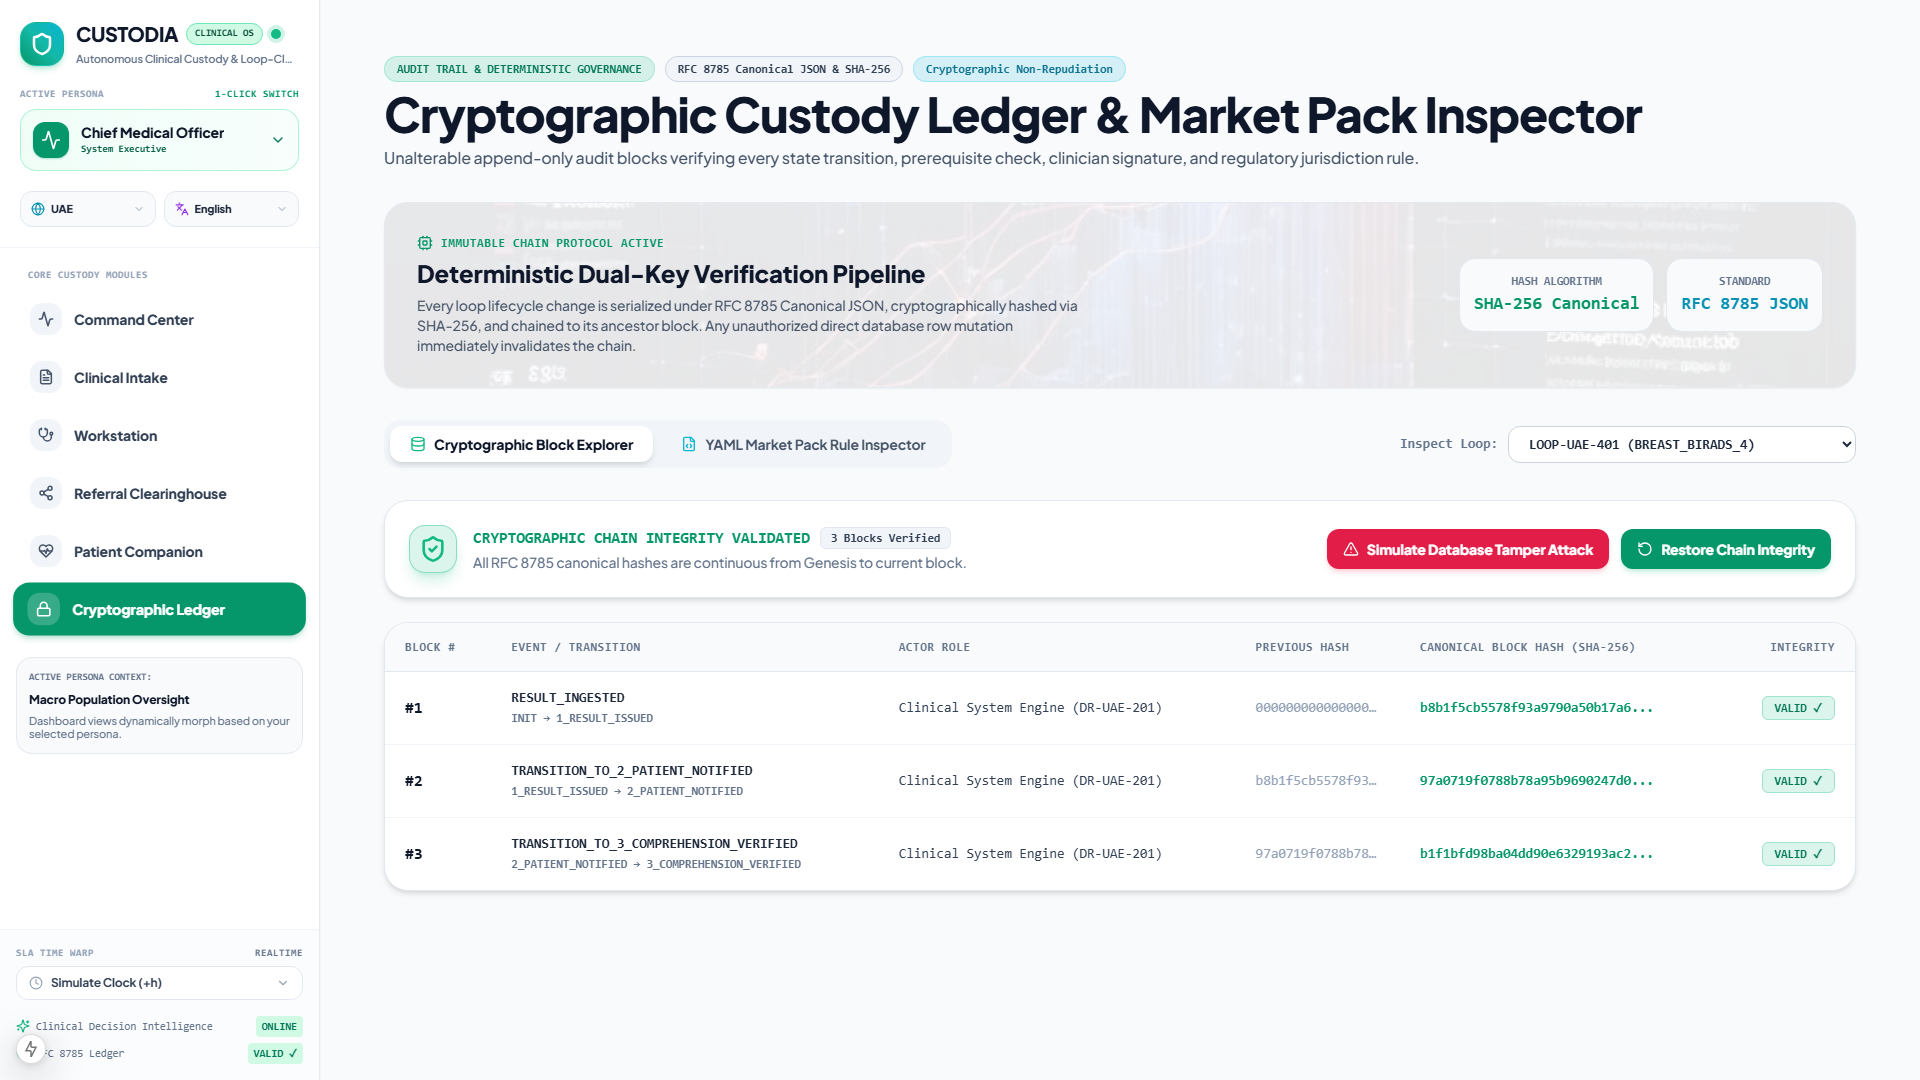 CUSTODIA
CLINICAL OS
Autonomous Clinical Custody & Loop-Cl...
ACTIVE PERSONA
1-CLICK SWITCH
Chief Medical Officer
System Executive
UAE
English
CORE CUSTODY MODULES
Command Center
Clinical Intake
Workstation
Referral Clearinghouse
Patient Companion
Cryptographic Ledger
ACTIVE PERSONA CONTEXT:
Macro Population Oversight
Dashboard views dynamically morph based on your
selected persona.
SLA TIME WARP
REALTIME
Simulate Clock (+h)
Clinical Decision Intelligence
ONLINE
FC 8785 Ledger
VALID ✓
AUDIT TRAIL & DETERMINISTIC GOVERNANCE
RFC 8785 Canonical JSON & SHA-256
Cryptographic Non-Repudiation
Cryptographic Custody Ledger & Market Pack Inspector
Unalterable append-only audit blocks verifying every state transition, prerequisite check, clinician signature, and regulatory jurisdiction rule.
IMMUTABLE CHAIN PROTOCOL ACTIVE
Deterministic Dual-Key Verification Pipeline
Every loop lifecycle change is serialized under RFC 8785 Canonical JSON, cryptographically hashed via
SHA-256, and chained to its ancestor block. Any unauthorized direct database row mutation
immediately invalidates the chain.
HASH ALGORITHM
SHA-256 Canonical
STANDARD
RFC 8785 JSON
Cryptographic Block Explorer
YAML Market Pack Rule Inspector
Inspect Loop:
LOOP-UAE-401 (BREAST_BIRADS_4)
CRYPTOGRAPHIC CHAIN INTEGRITY VALIDATED
3 Blocks Verified
All RFC 8785 canonical hashes are continuous from Genesis to current block.
Simulate Database Tamper Attack
Restore Chain Integrity
BLOCK # EVENT / TRANSITION ACTOR ROLE PREVIOUS HASH CANONICAL BLOCK HASH (SHA-256) INTEGRITY
#1 RESULT_INGESTED Clinical System Engine (DR-UAE-201) 000000000000000… b8b1f5cb5578f93a9790a50b17a6... VALID ✓
INIT → 1_RESULT_ISSUED
#2 TRANSITION_TO_2_PATIENT_NOTIFIED Clinical System Engine (DR-UAE-201) b8b1f5cb5578f93… 97a0719f0788b78a95b9690247d0... VALID ✓
1_RESULT_ISSUED → 2_PATIENT_NOTIFIED
#3 TRANSITION_TO_3_COMPREHENSION_VERIFIED Clinical System Engine (DR-UAE-201) 97a0719f0788b78… b1f1bfd98ba04dd90e6329193ac2... VALID ✓
2_PATIENT_NOTIFIED → 3_COMPREHENSION_VERIFIED